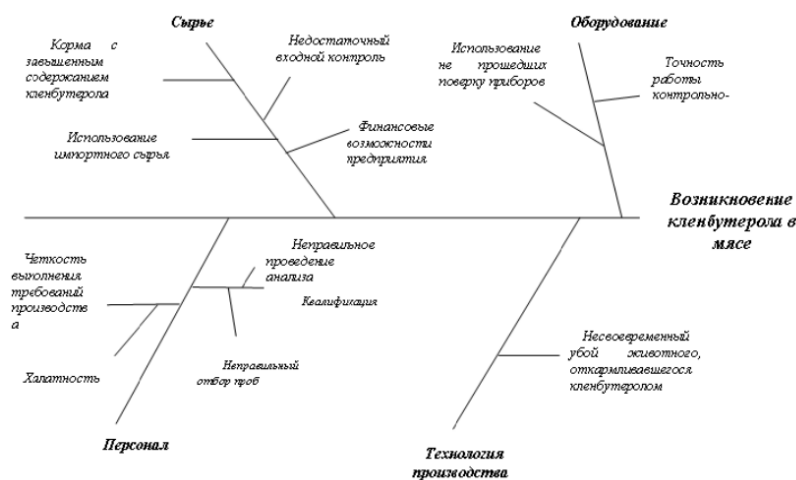 Сырье
Корма с
завышенным
содержанием
кленбутерола
Недостаточный
входной контроль
Использование
импортного сырья
Финансовые
возможности
предприятия
Оборудование
Использование
не прошедших
поверку приборов
Точность
работы
контрольно-
Возникновение
кленбутерола в
мясе
Четкость
выполнения
требований
производств
а
Халатность
Неправильное
проведение
анализа
Квалификация
Неправильный
отбор проб
Персонал
Несвоевременный
убой животного,
откармливавшегося
кленбутеролом
Технология
производства